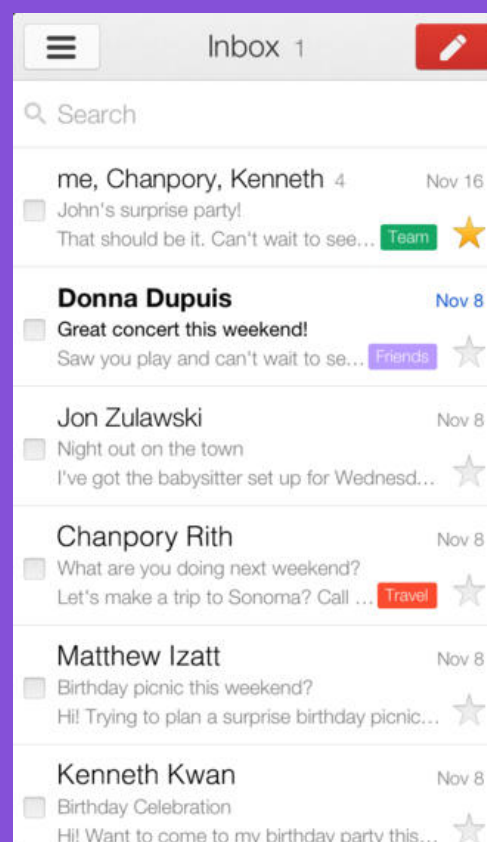 Inbox 1
Search
me, Chanpory, Kenneth 4 Nov 16
John's surprise party!
That should be it. Can't wait to see... Team
Donna Dupuis Nov 8
Great concert this weekend!
Saw you play and can't wait to se... Friends
Jon Zulawski Nov 8
Night out on the town
I've got the babysitter set up for Wednesd...
Chanpory Rith Nov 8
What are you doing next weekend?
Let's make a trip to Sonoma? Call ... Travel
Matthew Izatt Nov 8
Birthday picnic this weekend?
Hi! Trying to plan a surprise birthday picnic...
Kenneth Kwan Nov 8
Birthday Celebration
Hi! Want to come to my birthday party this...